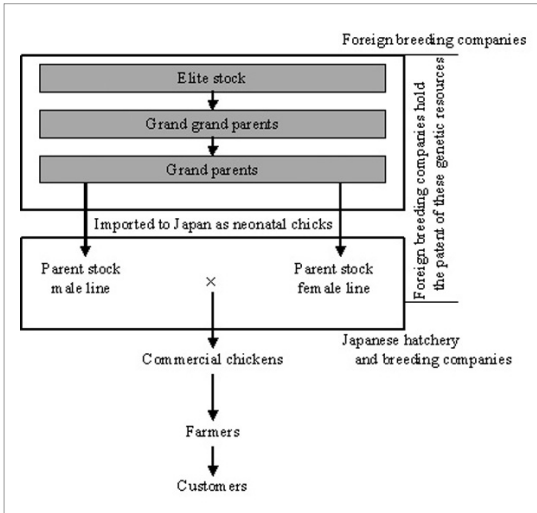 Foreign breeding companies
Elite stock
Grand grand parents
Grand parents
Foreign breeding companies hold
the patent of these genetic resources
Imported to Japan as neonatal chicks
Parent stock
male line
×
Parent stock
female line
Japanese hatchery
and breeding companies
Commercial chickens
Farmers
Customers